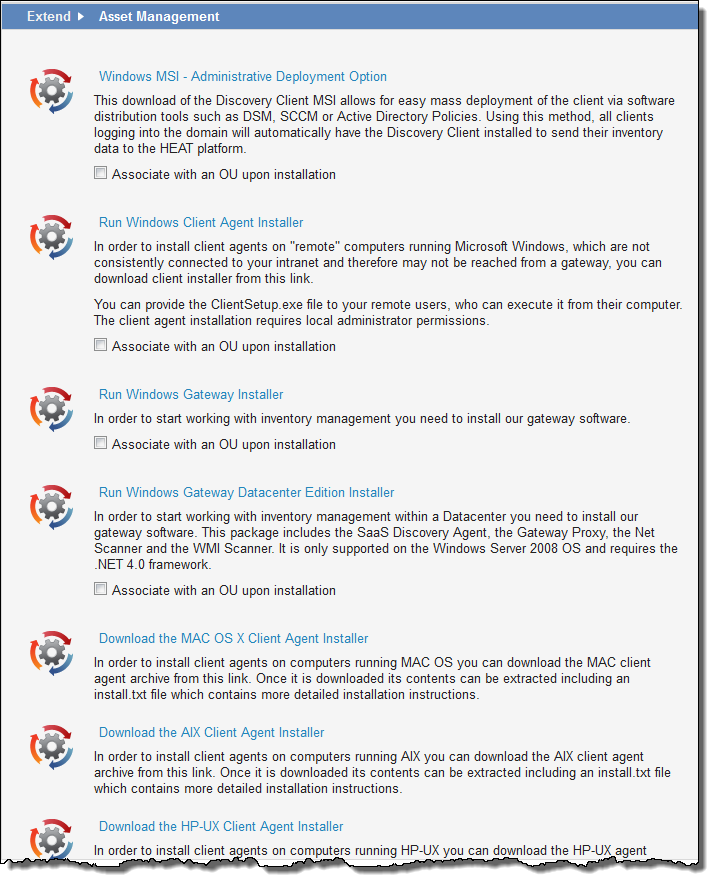 Extend Asset Management
Windows MSI - Administrative Deployment Option
This download of the Discovery Client MSI allows for easy mass deployment of the client via software
distribution tools such as DSM, SCCM or Active Directory Policies. Using this method, all clients
logging into the domain will automatically have the Discovery Client installed to send their inventory
data to the HEAT platform.
Associate with an OU upon installation
Run Windows Client Agent Installer
In order to install client agents on "remote" computers running Microsoft Windows, which are not
consistently connected to your intranet and therefore may not be reached from a gateway, you can
download client installer from this link.
You can provide the ClientSetup.exe file to your remote users, who can execute it from their computer.
The client agent installation requires local administrator permissions.
Associate with an OU upon installation
Run Windows Gateway Installer
In order to start working with inventory management you need to install our gateway software.
Associate with an OU upon installation
Run Windows Gateway Datacenter Edition Installer
In order to start working with inventory management within a Datacenter you need to install our
gateway software. This package includes the SaaS Discovery Agent, the Gateway Proxy, the Net
Scanner and the WMI Scanner. It is only supported on the Windows Server 2008 OS and requires the
.NET 4.0 framework.
Associate with an OU upon installation
Download the MAC OS X Client Agent Installer
In order to install client agents on computers running MAC OS you can download the MAC client
agent archive from this link. Once it is downloaded its contents can be extracted including an
install.txt file which contains more detailed installation instructions.
Download the AIX Client Agent Installer
In order to install client agents on computers running AIX you can download the AIX client agent
archive from this link. Once it is downloaded its contents can be extracted including an install.txt file
which contains more detailed installation instructions.
Download the HP-UX Client Agent Installer
In order to install client agents on computers running HP-UX you can download the HP-UX agent